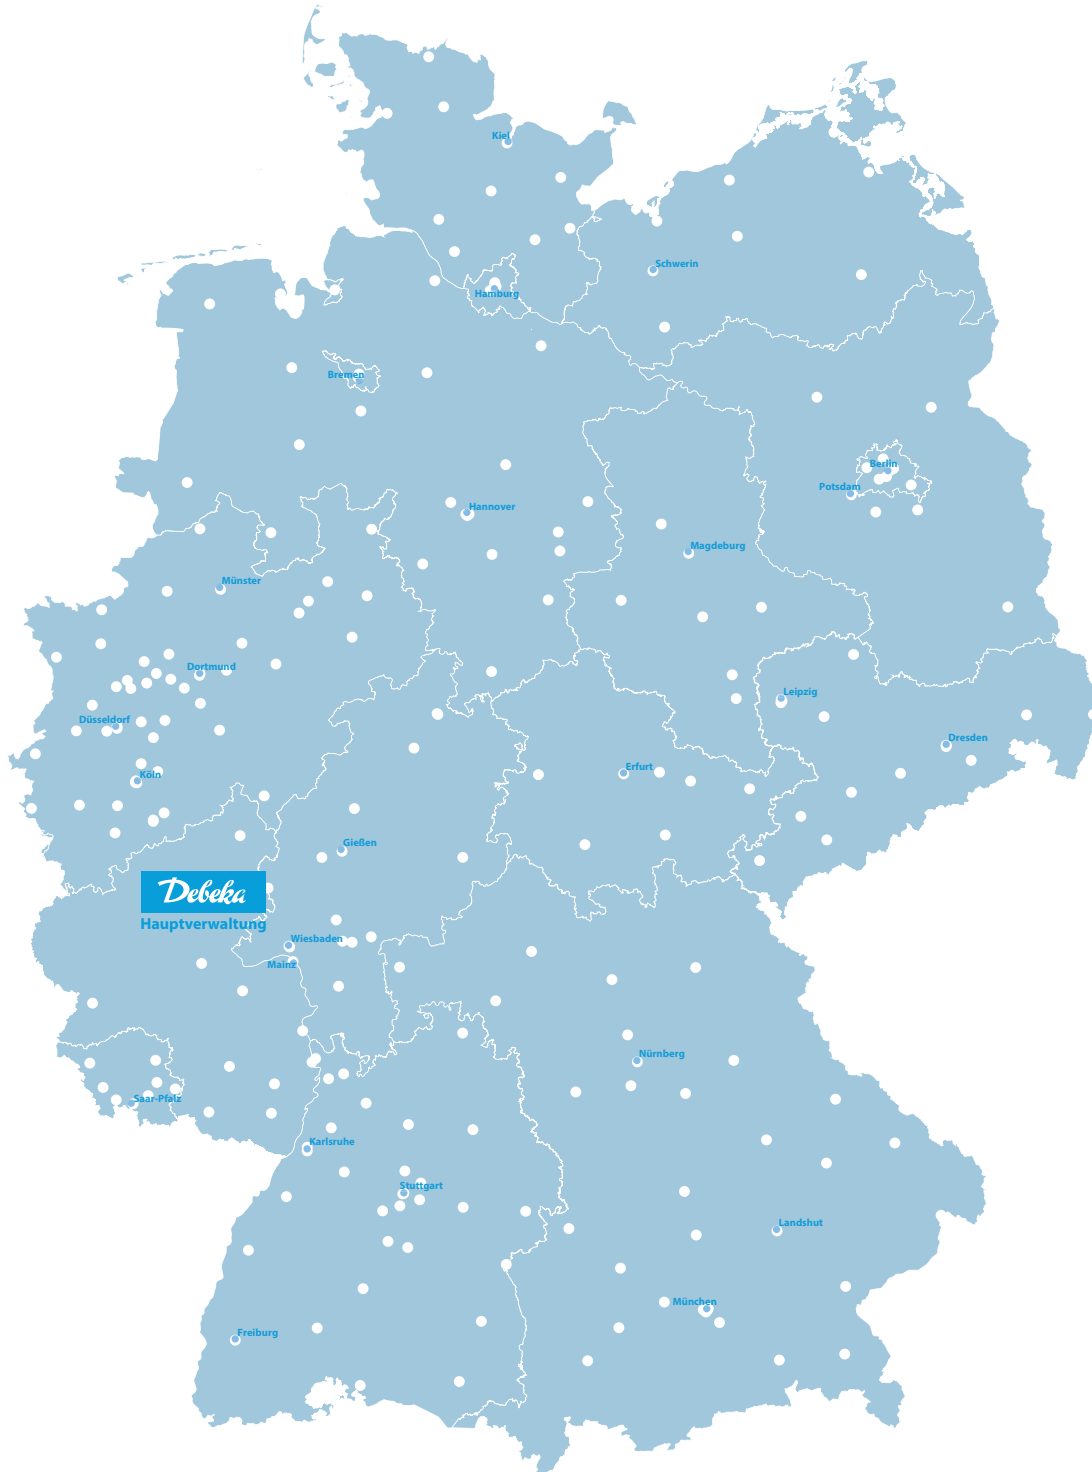 Kiel
Schwerin
Hamburg
Bremen
Berlin
Potsdam
Hannover
Magdeburg
Münster
Dortmund
Leipzig
Düsseldorf
Dresden
Köln
Erfurt
Gießen
Debeka
Hauptverwaltung
Wiesbaden
Mainz
Nürnberg
Saar-Pfalz
Karlsruhe
Stuttgart
Landshut
München
Freiburg